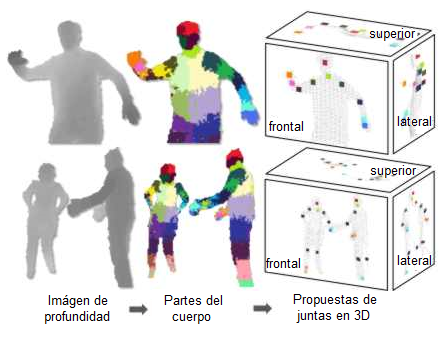 superior
frontal
lateral
superior
frontal
lateral
Imágen de
profundidad
Partes del
cuerpo
Propuestas de
juntas en 3D